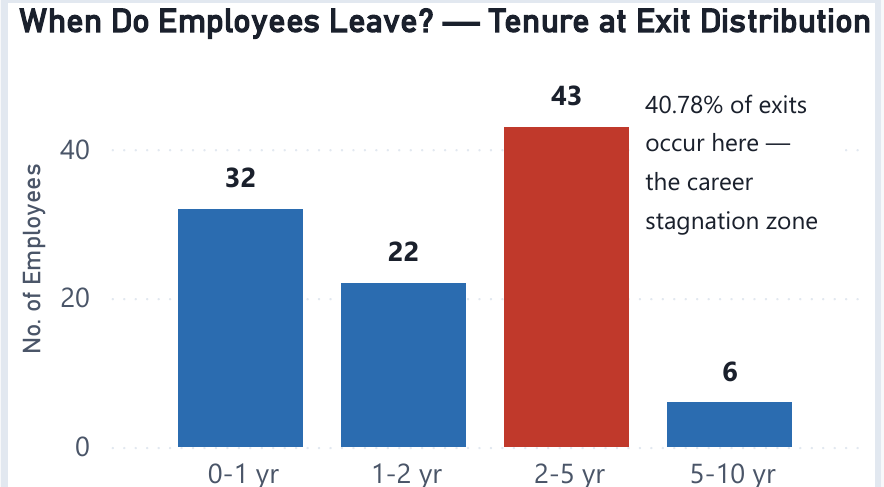 When Do Employees Leave? — Tenure at Exit Distribution
43
40.78% of exits
occur here —
the career
stagnation zone
40
32
22
No. of Employees
20
6
0
0-1 yr
1-2 yr
2-5 yr
5-10 yr